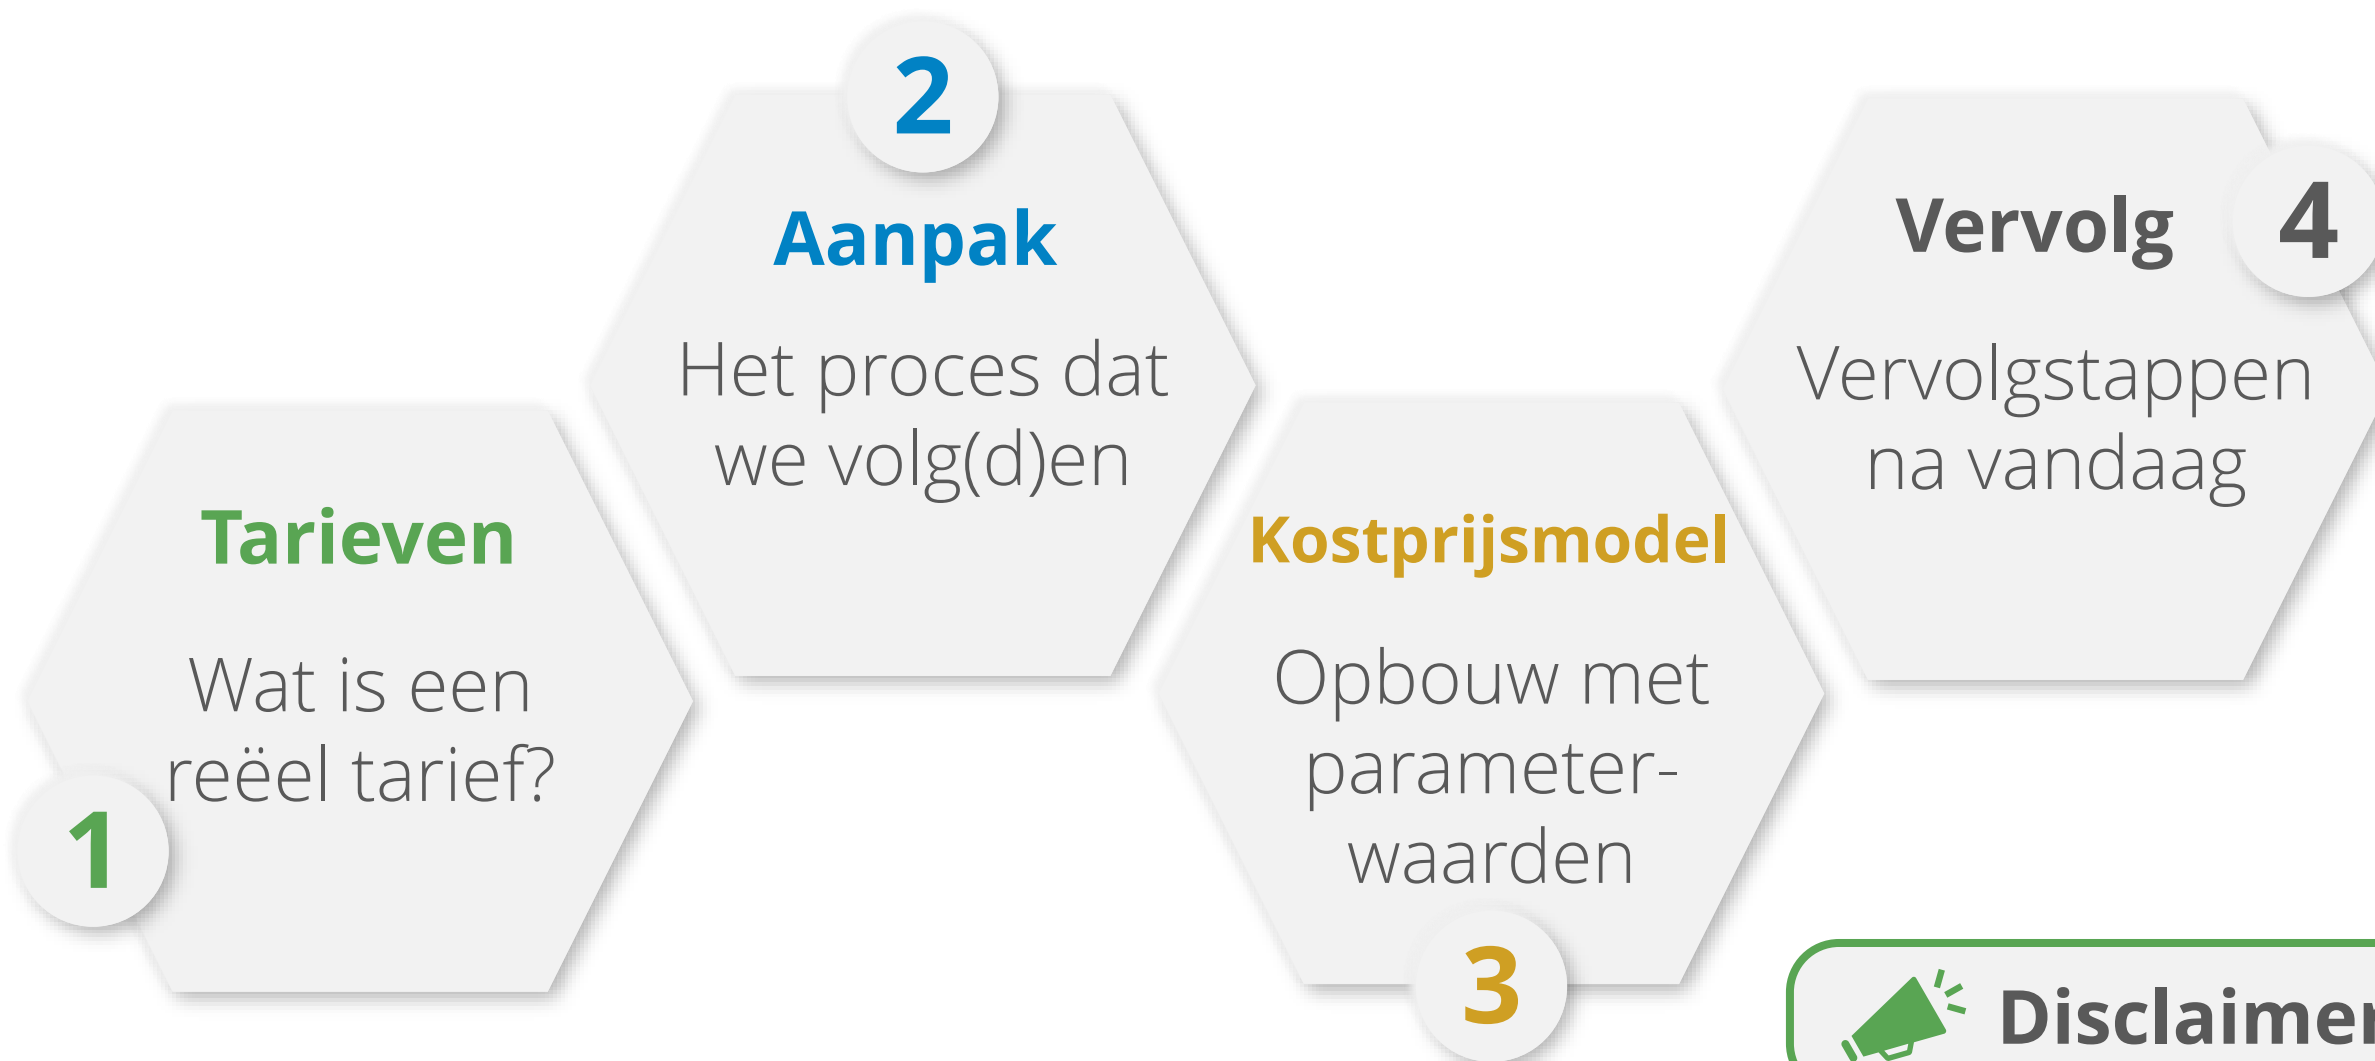 1
Tarieven
Wat is een
reëel tarief?
2
Aanpak
Het proces dat
we volg(d)en
Kostprijsmodel
Opbouw met
parameter-
waarden
3
Vervolg
4
Vervolgstappen
na vandaag
Disclaimer